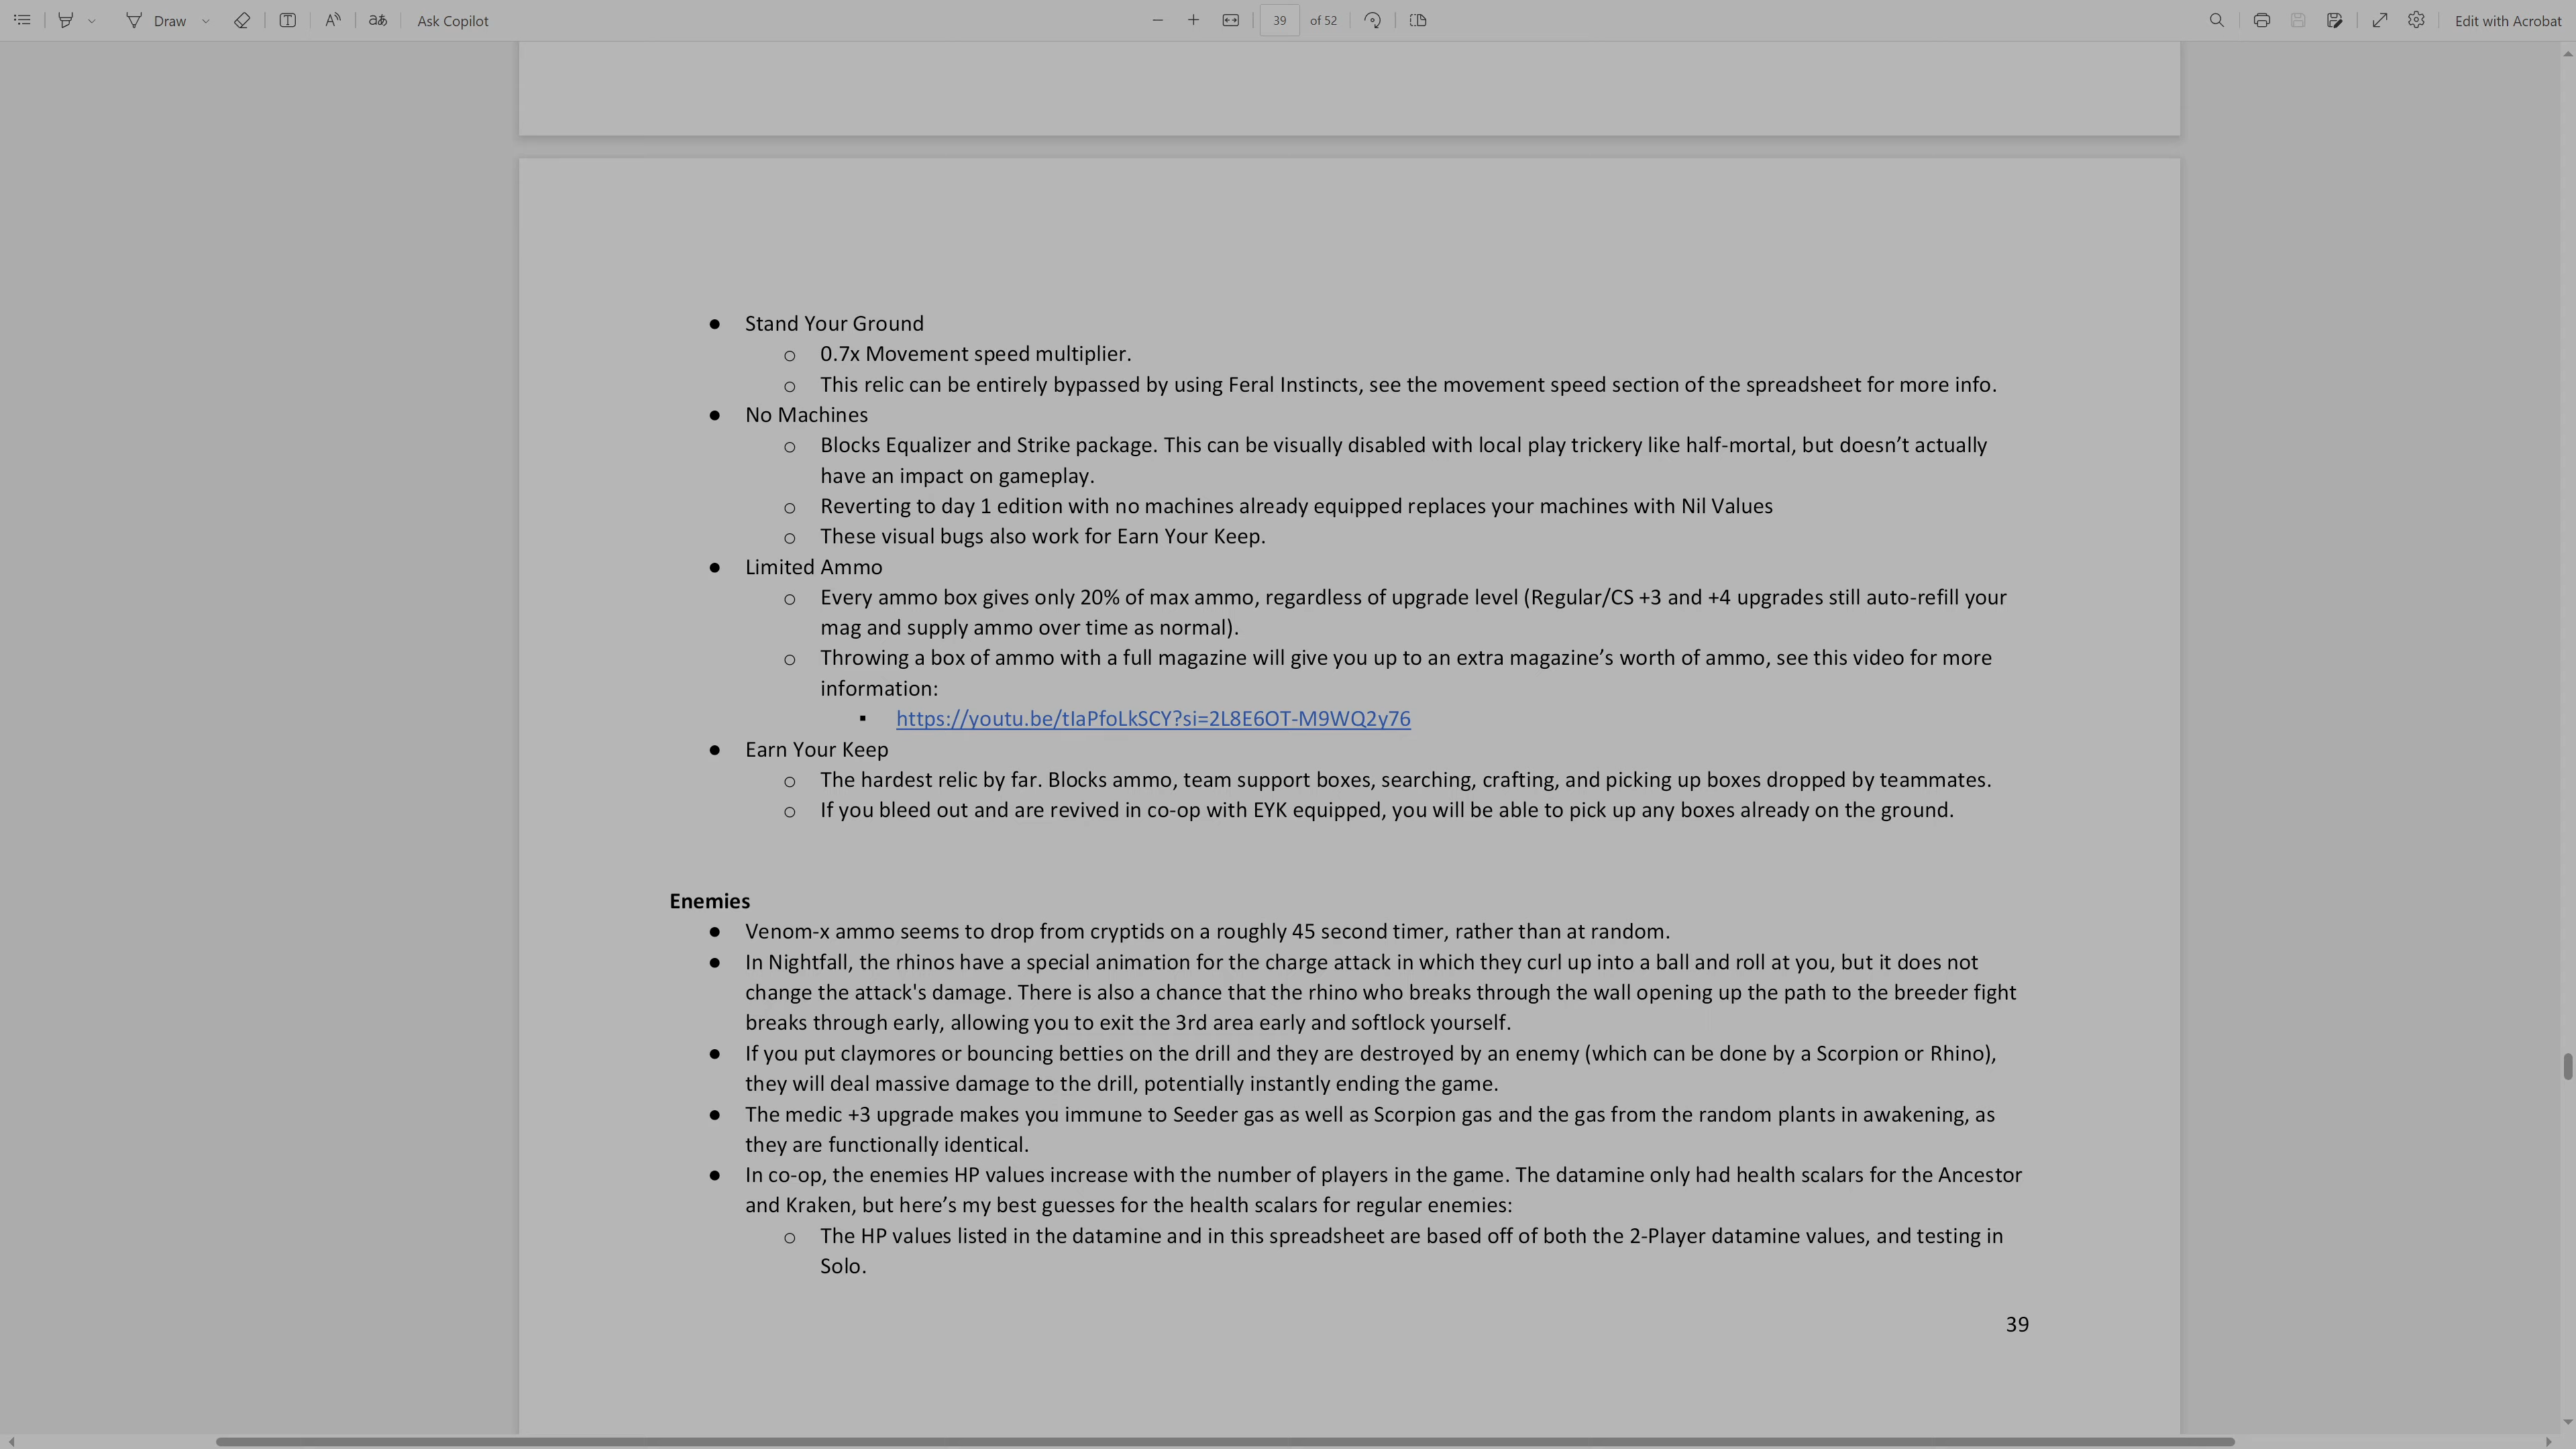 Draw
Ask Copilot
39
of 52
Edit with Acrobat
● Stand Your Ground
○ 0.7x Movement speed multiplier.
○ This relic can be entirely bypassed by using Feral Instincts, see the movement speed section of the spreadsheet for more info.
● No Machines
○ Blocks Equalizer and Strike package. This can be visually disabled with local play trickery like half-mortal, but doesn’t actually
have an impact on gameplay.
○ Reverting to day 1 edition with no machines already equipped replaces your machines with Nil Values
○ These visual bugs also work for Earn Your Keep.
● Limited Ammo
○ Every ammo box gives only 20% of max ammo, regardless of upgrade level (Regular/CS +3 and +4 upgrades still auto-refill your
mag and supply ammo over time as normal).
○ Throwing a box of ammo with a full magazine will give you up to an extra magazine’s worth of ammo, see this video for more
information:
▪ https://youtu.be/tIaPfoLkSCY?si=2L8E6OT-M9WQ2y76
● Earn Your Keep
○ The hardest relic by far. Blocks ammo, team support boxes, searching, crafting, and picking up boxes dropped by teammates.
○ If you bleed out and are revived in co-op with EYK equipped, you will be able to pick up any boxes already on the ground.
Enemies
● Venom-x ammo seems to drop from cryptids on a roughly 45 second timer, rather than at random.
● In Nightfall, the rhinos have a special animation for the charge attack in which they curl up into a ball and roll at you, but it does not
change the attack's damage. There is also a chance that the rhino who breaks through the wall opening up the path to the breeder fight
breaks through early, allowing you to exit the 3rd area early and softlock yourself.
● If you put claymores or bouncing betties on the drill and they are destroyed by an enemy (which can be done by a Scorpion or Rhino),
they will deal massive damage to the drill, potentially instantly ending the game.
● The medic +3 upgrade makes you immune to Seeder gas as well as Scorpion gas and the gas from the random plants in awakening, as
they are functionally identical.
● In co-op, the enemies HP values increase with the number of players in the game. The datamine only had health scalars for the Ancestor
and Kraken, but here’s my best guesses for the health scalars for regular enemies:
○ The HP values listed in the datamine and in this spreadsheet are based off of both the 2-Player datamine values, and testing in
Solo.
39